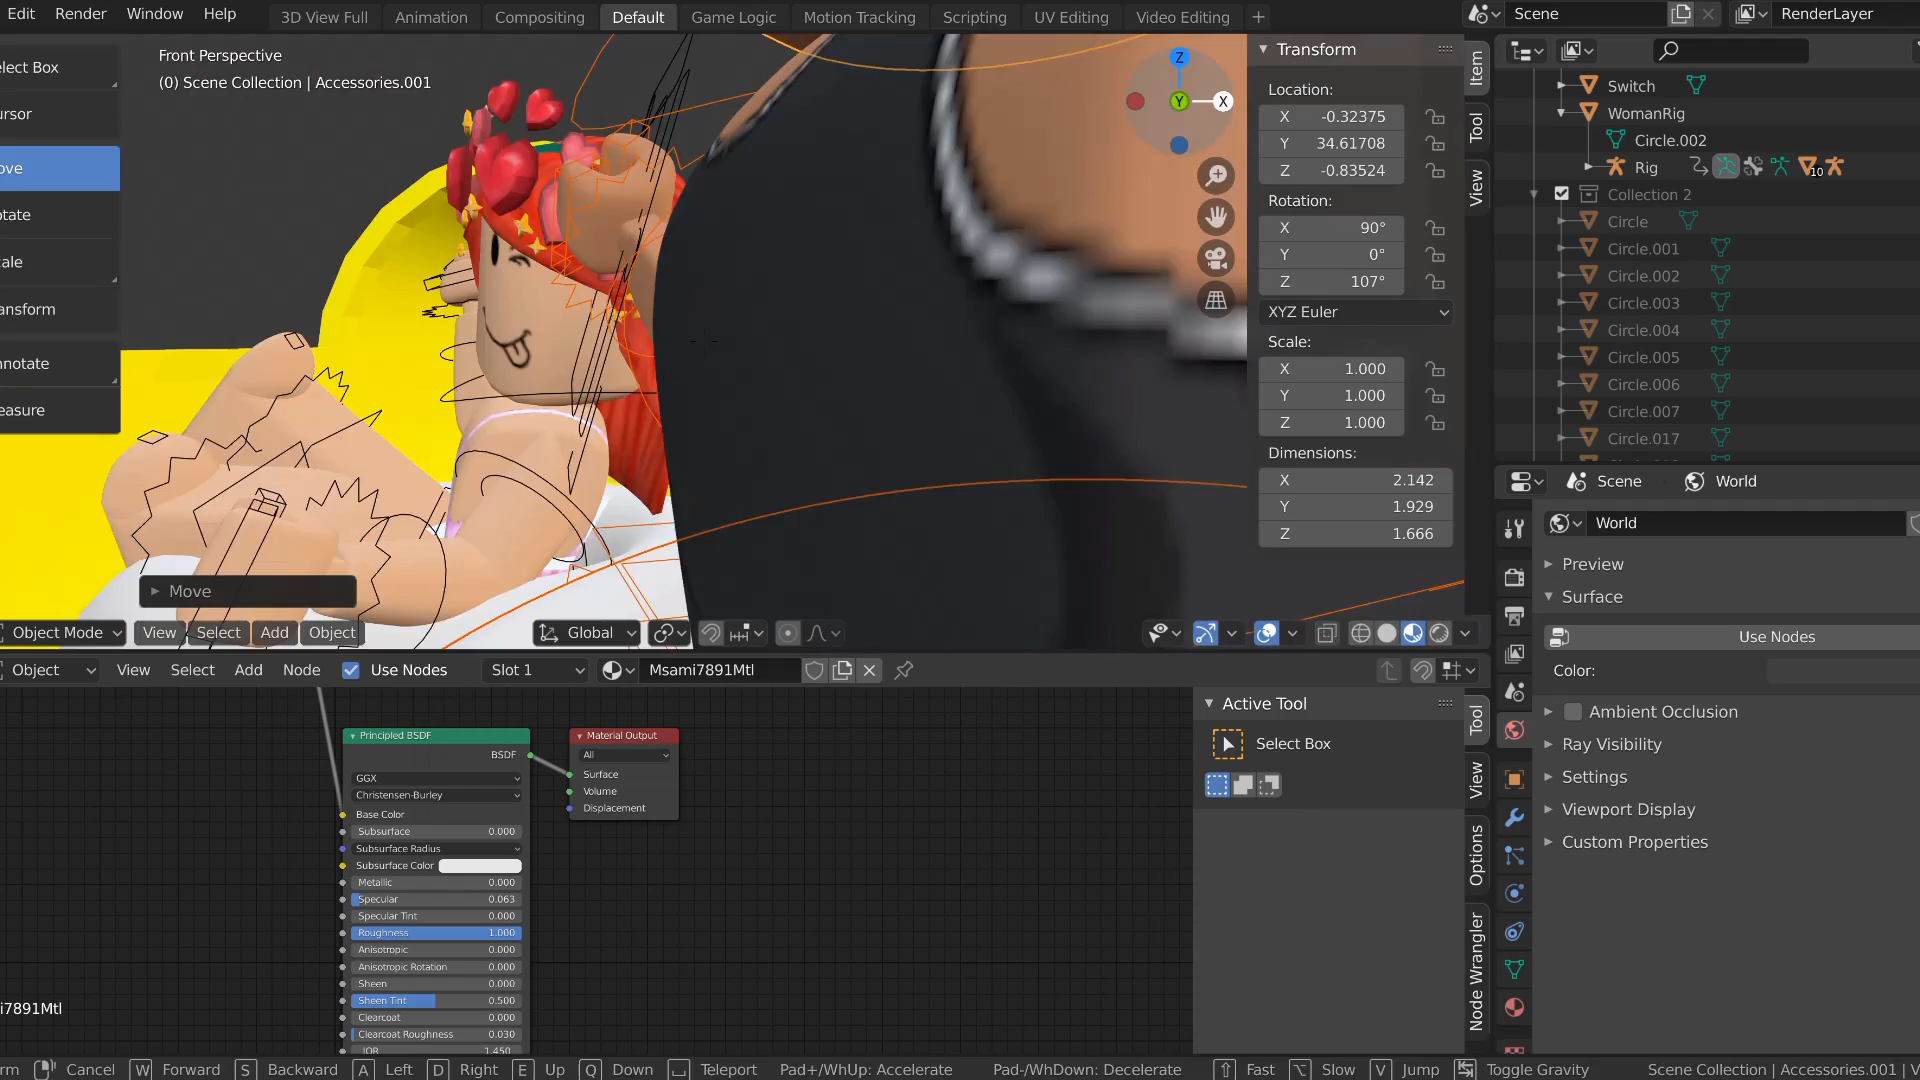 Edit Render Window Help
3D View Full Animation Compositing Default Game Logic Motion Tracking Scripting UV Editing Video Editing +
Scene RenderLayer
Front Perspective
(0) Scene Collection | Accessories.001
elect Box
ursor
ove
otate
cale
ansform
nnotate
easure
Z
Y
X
Transform
Location:
X -0.32375
Y 34.61708
Z -0.83524
Rotation:
X 90°
Y 0°
Z 107°
XYZ Euler
Scale:
X 1.000
Y 1.000
Z 1.000
Dimensions:
X 2.142
Y 1.929
Z 1.666
Item
Tool
View
Switch
WomanRig
Circle.002
Rig 10
Collection 2
Circle
Circle.001
Circle.002
Circle.003
Circle.004
Circle.005
Circle.006
Circle.007
Circle.017
Scene World
World
Preview
Surface
Use Nodes
Color:
Ambient Occlusion
Ray Visibility
Settings
Viewport Display
Custom Properties
Move
Object Mode View Select Add Object Global
Object View Select Add Node Use Nodes Slot 1 Msami7891Mtl
Principled BSDF
BSDF
GGX
Christensen-Burley
Base Color
Subsurface 0.000
Subsurface Radius
Subsurface Color
Metallic 0.000
Specular 0.063
Specular Tint 0.000
Roughness 1.000
Anisotropic 0.000
Anisotropic Rotation 0.000
Sheen 0.000
Sheen Tint 0.500
Clearcoat 0.000
Clearcoat Roughness 0.030
IOR 1.450
Material Output
All
Surface
Volume
Displacement
Active Tool
Select Box
Tool
View
Options
Node Wrangler
i7891Mtl
rm Cancel W Forward S Backward A Left D Right E Up Q Down Teleport Pad+/WhUp: Accelerate Pad-/WhDown: Decelerate Fast Slow V Jump Toggle Gravity Scene Collection | Accessories.001 | V